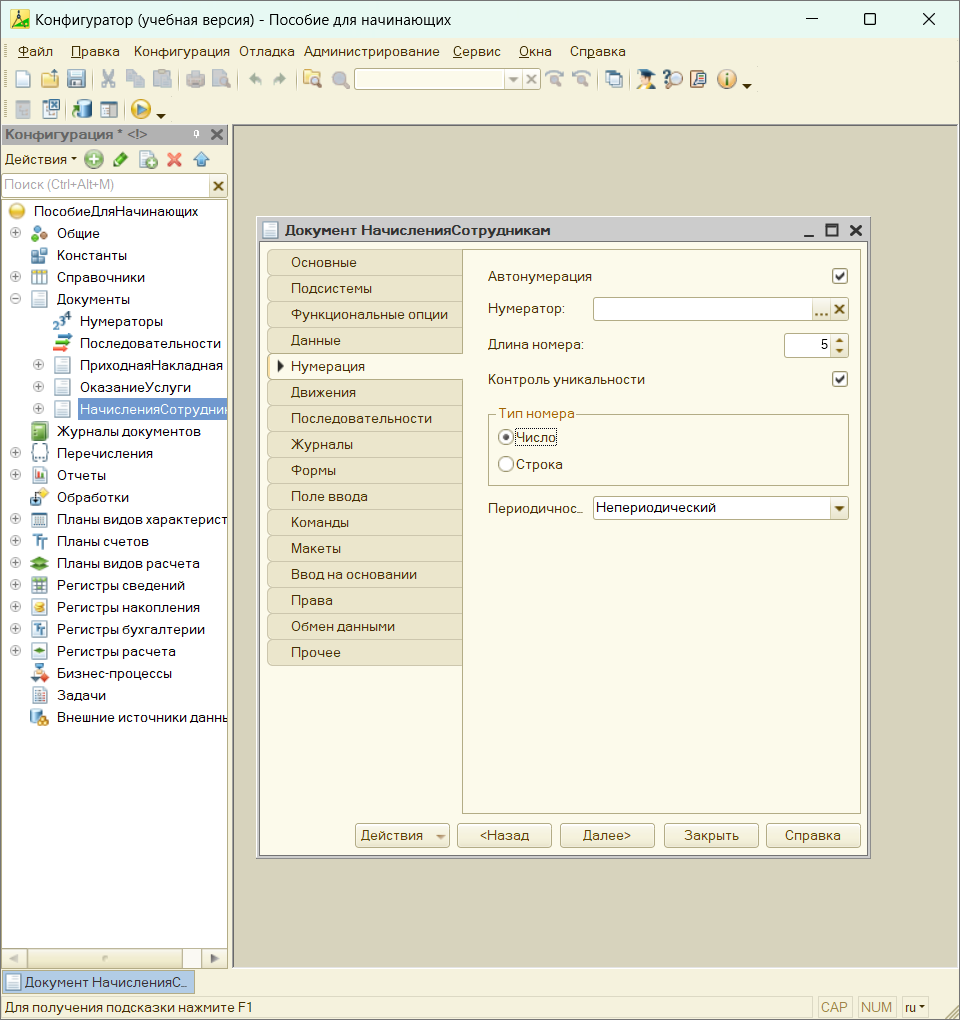 Конфигуратор (учебная версия) - Пособие для начинающих
Файл Правка Конфигурация Отладка Администрирование Сервис Окна Справка
Конфигурация * <!>
Действия
Поиск (Ctrl+Alt+M)
ПособиеДляНачинающих
Общие
Константы
Справочники
Документы
Нумераторы
Последовательности
ПриходнаяНакладная
ОказаниеУслуги
НачисленияСотрудник
Журналы документов
Перечисления
Отчеты
Обработки
Планы видов характерист
Планы счетов
Планы видов расчета
Регистры сведений
Регистры накопления
Регистры бухгалтерии
Регистры расчета
Бизнес-процессы
Задачи
Внешние источники данны
Документ НачисленияСотрудникам
Основные
Подсистемы
Функциональные опции
Данные
Нумерация
Движения
Последовательности
Журналы
Формы
Поле ввода
Команды
Макеты
Ввод на основании
Права
Обмен данными
Прочее
Автонумерация
Нумератор:
Длина номера: 5
Контроль уникальности
Тип номера
Число
Строка
Периодичнос... Непериодический
Действия <Назад Далее> Закрыть Справка
Документ НачисленияС...
Для получения подсказки нажмите F1 CAP NUM ru